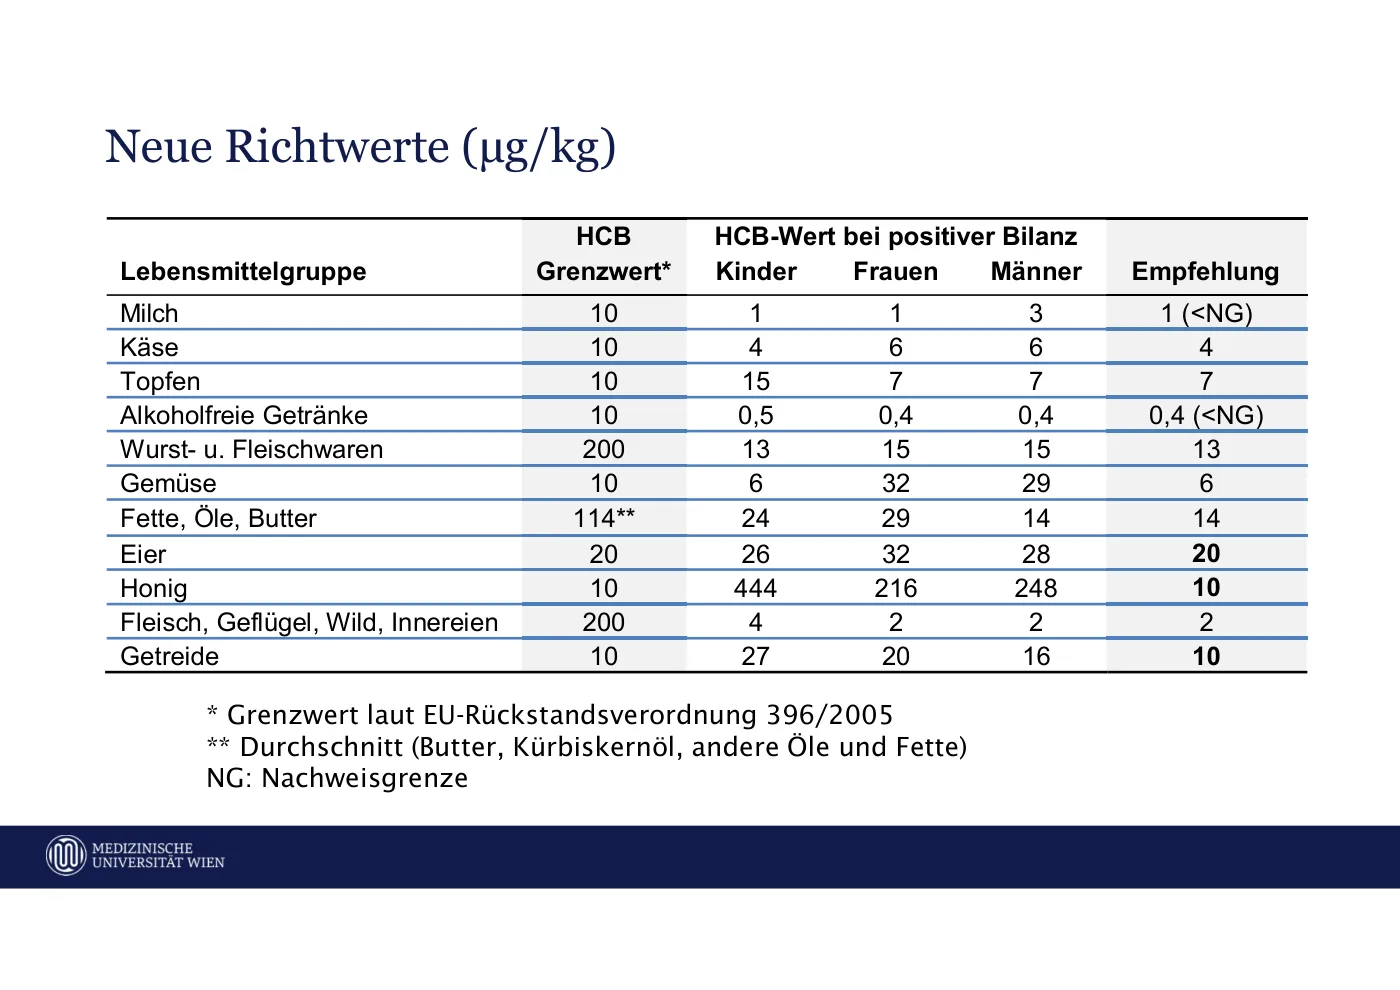 Neue Richtwerte (µg/kg)
HCB HCB-Wert bei positiver Bilanz
Lebensmittelgruppe Grenzwert* Kinder Frauen Männer Empfehlung
Milch 10 1 1 3 1 (<NG)
Käse 10 4 6 6 4
Topfen 10 15 7 7 7
Alkoholfreie Getränke 10 0,5 0,4 0,4 0,4 (<NG)
Wurst- u. Fleischwaren 200 13 15 15 13
Gemüse 10 6 32 29 6
Fette, Öle, Butter 114** 24 29 14 14
Eier 20 26 32 28 20
Honig 10 444 216 248 10
Fleisch, Geflügel, Wild, Innereien 200 4 2 2 2
Getreide 10 27 20 16 10
* Grenzwert laut EU-Rückstandsverordnung 396/2005
** Durchschnitt (Butter, Kürbiskernöl, andere Öle und Fette)
NG: Nachweisgrenze
MEDIZINISCHE
UNIVERSITÄT WIEN